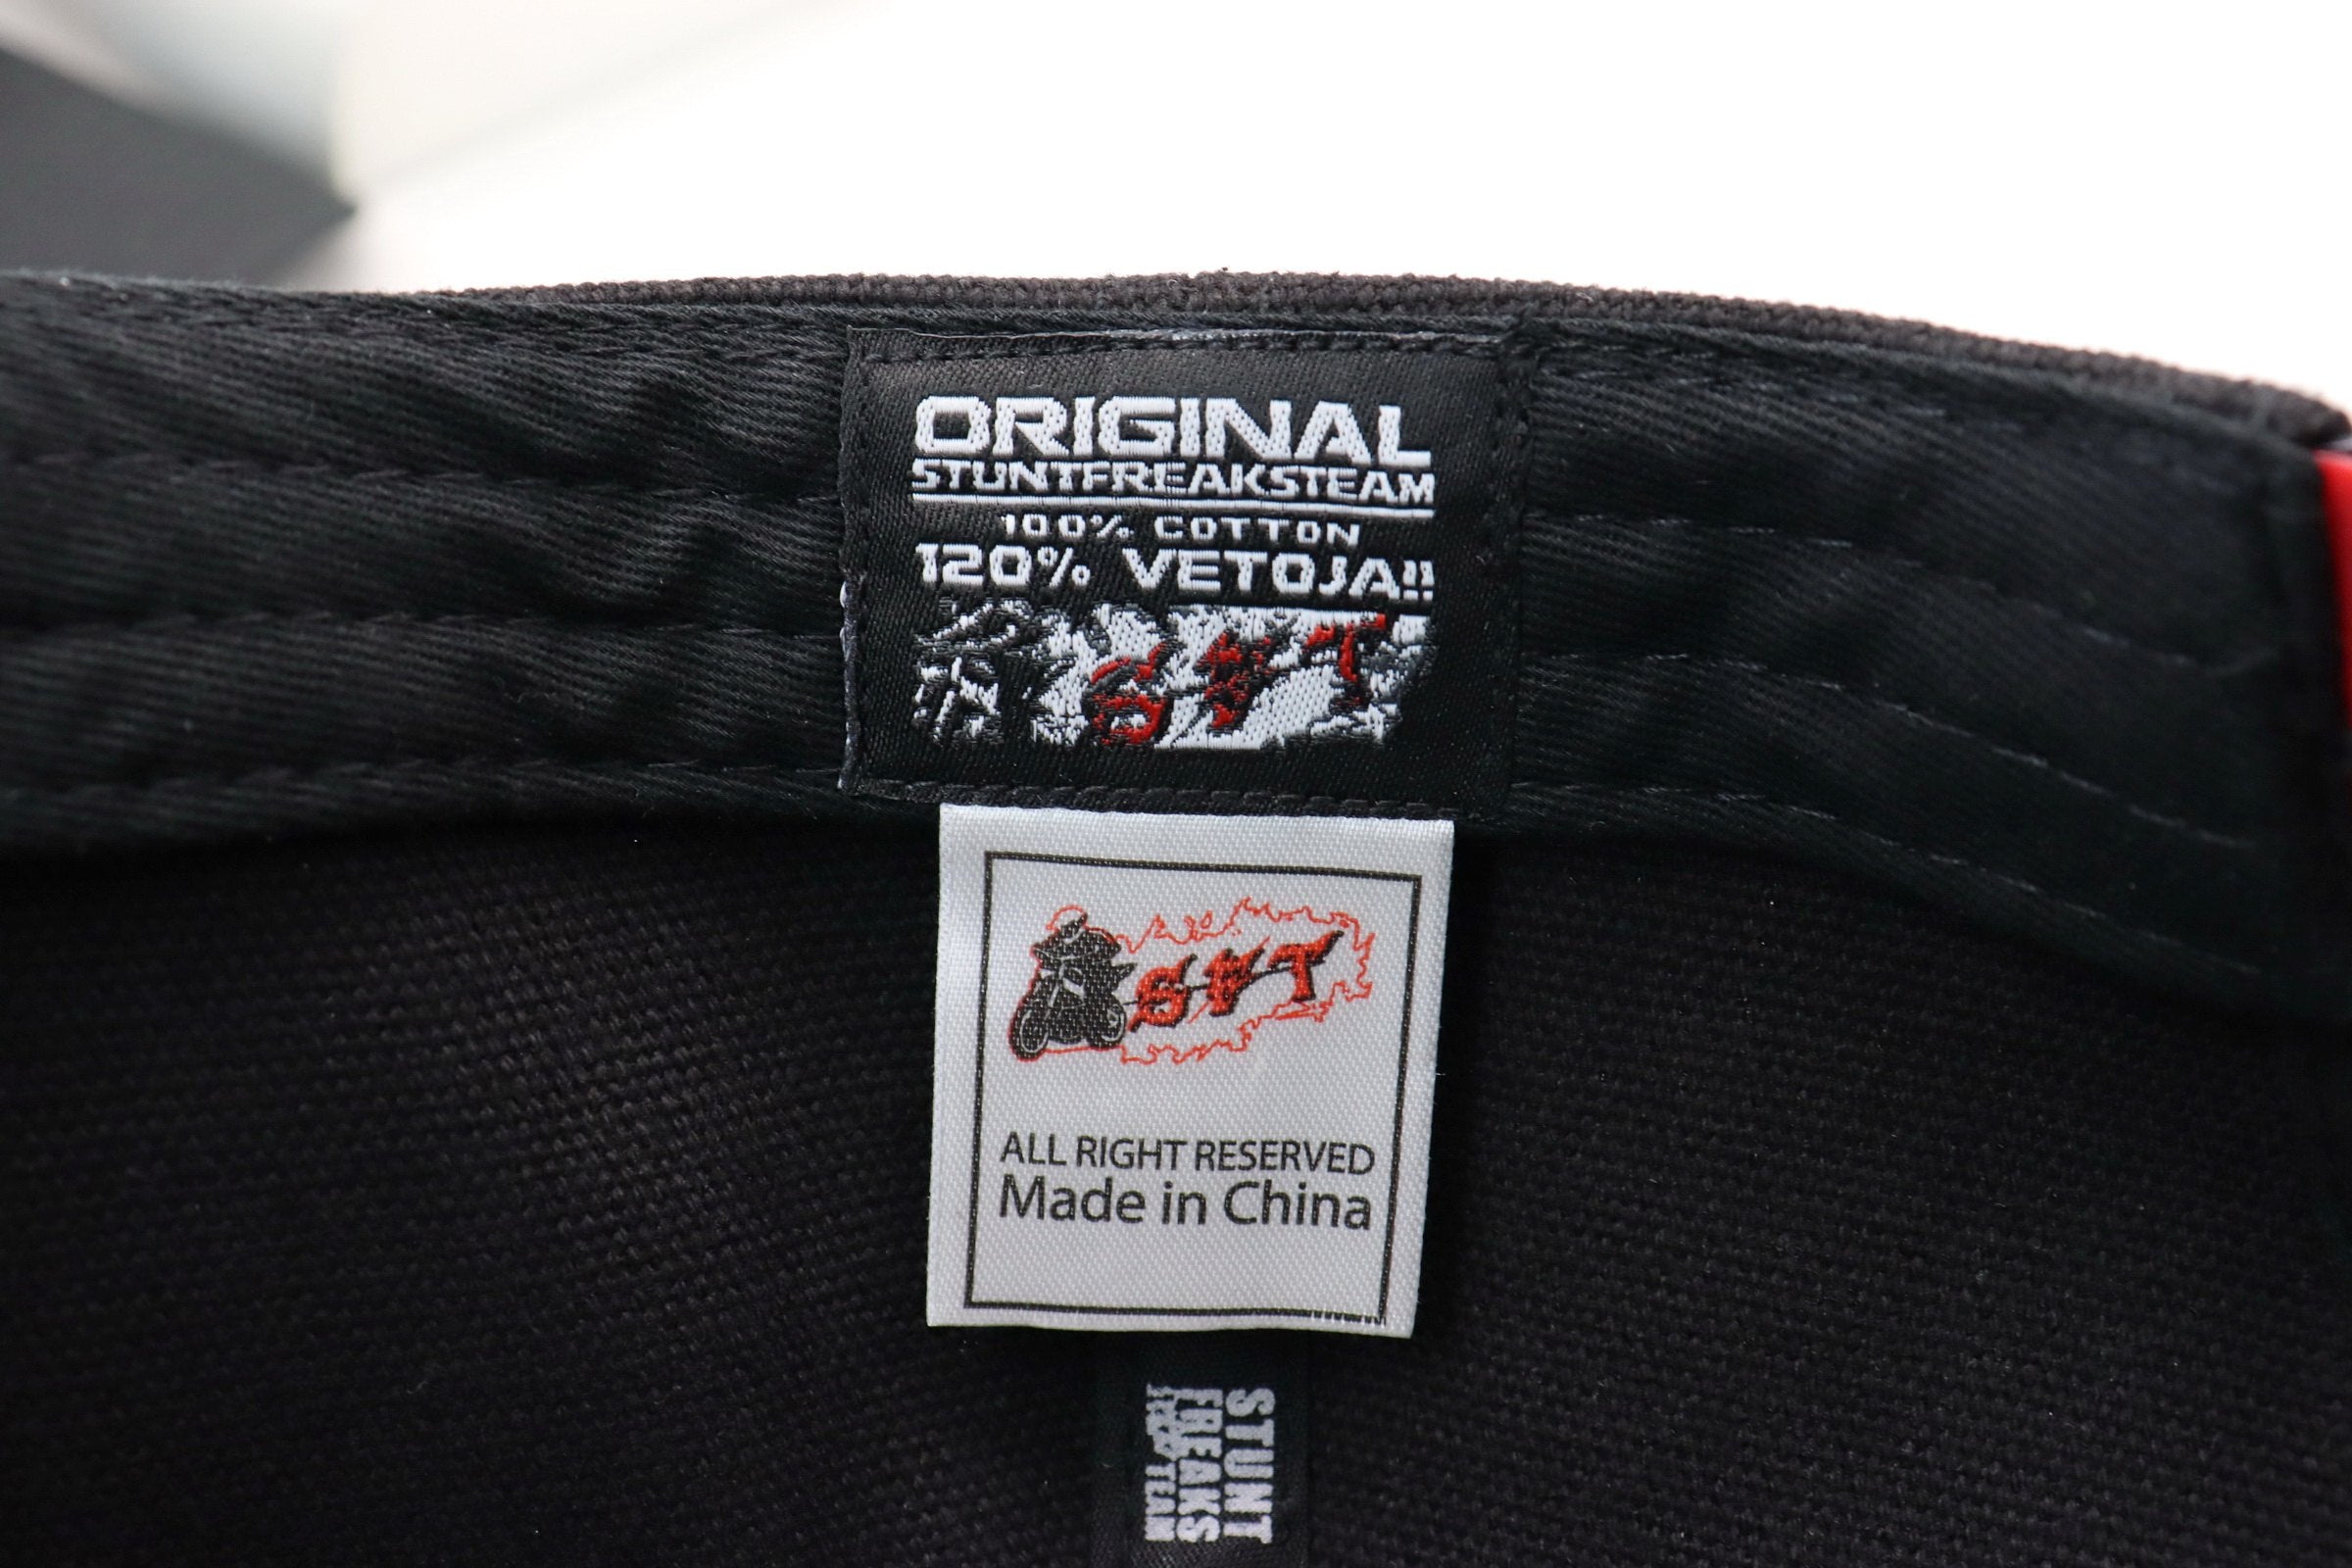 ORIGINAL
STUNTFREAKSTEAM
100% COTTON
120% VETOJA!!
SFT
SFT
ALL RIGHT RESERVED
Made in China
STUNT
FREAKS
TEAM